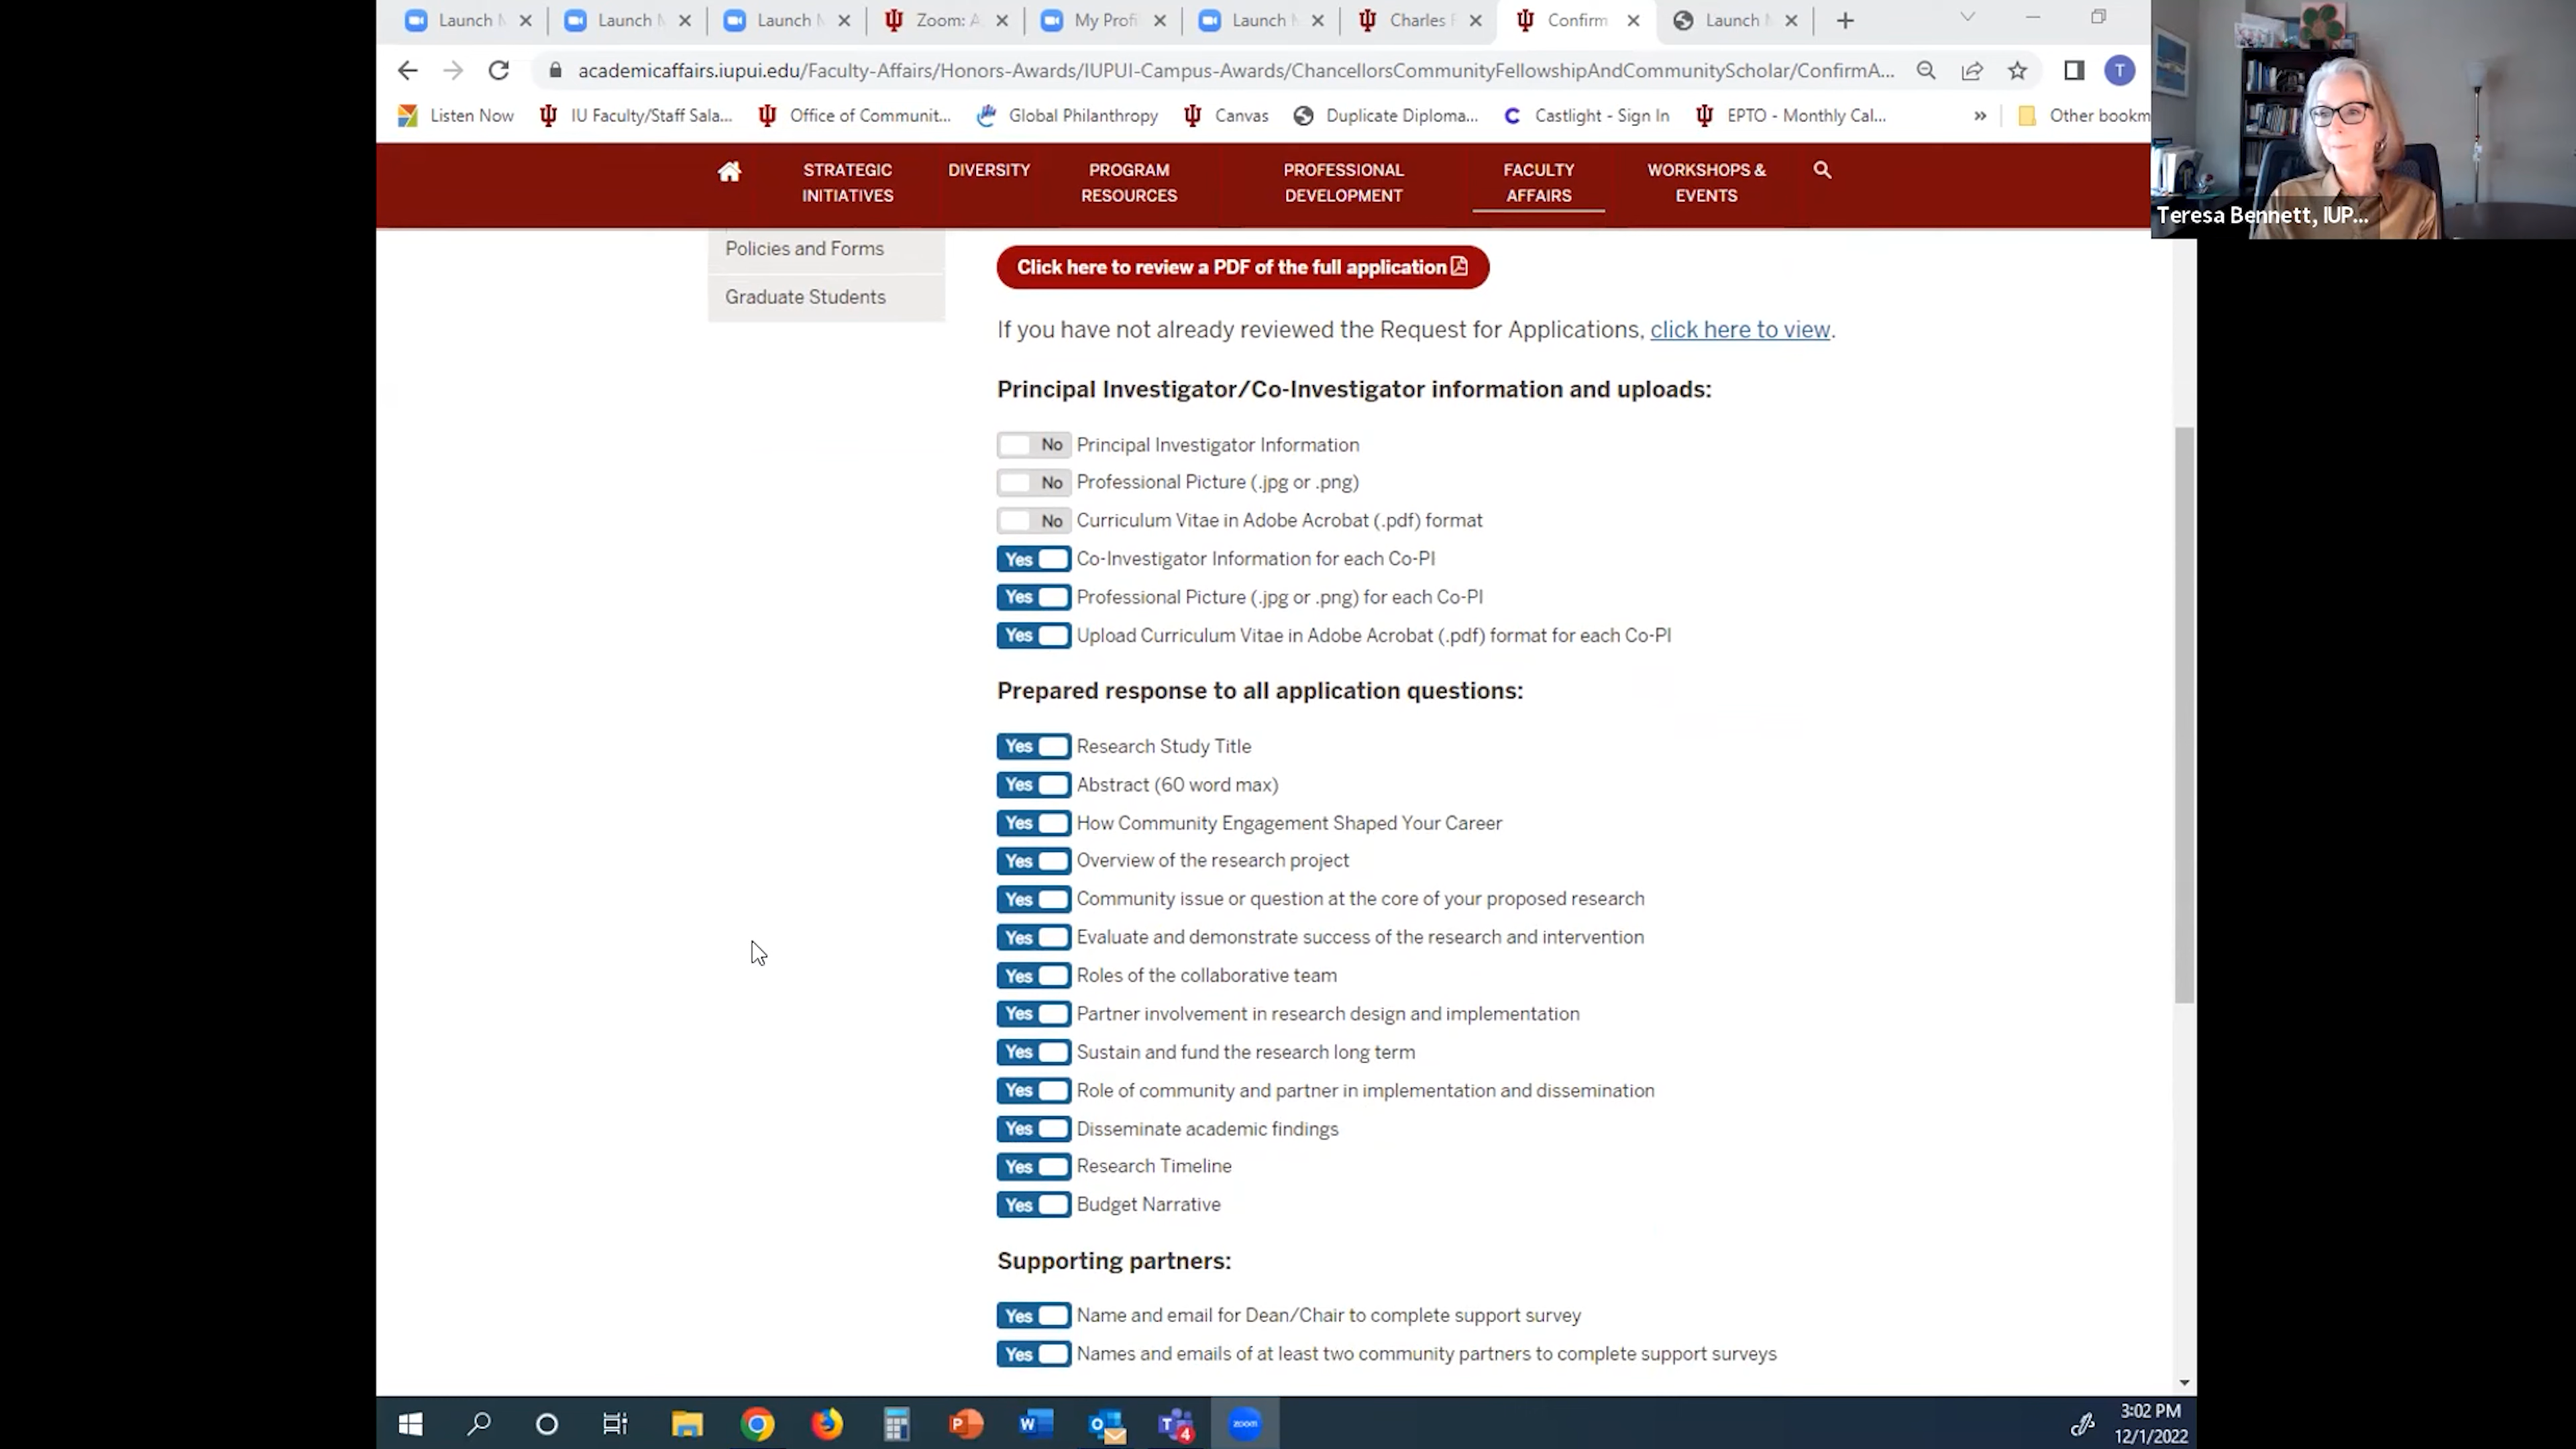 Launch M
Launch M
Launch M
Zoom: A
My Profi
Launch M
Charles F
Confirm
Launch M
academicaffairs.iupui.edu/Faculty-Affairs/Honors-Awards/IUPUI-Campus-Awards/ChancellorsCommunityFellowshipAndCommunityScholar/ConfirmA...
T
Listen Now
IU Faculty/Staff Sala...
Office of Communit...
Global Philanthropy
Canvas
Duplicate Diploma...
Castlight - Sign In
EPTO - Monthly Cal...
»
Other bookm
STRATEGIC
INITIATIVES
DIVERSITY
PROGRAM
RESOURCES
PROFESSIONAL
DEVELOPMENT
FACULTY
AFFAIRS
WORKSHOPS &
EVENTS
Teresa Bennett, IUP...
Policies and Forms
Graduate Students
Click here to review a PDF of the full application
If you have not already reviewed the Request for Applications, click here to view.
Principal Investigator/Co-Investigator information and uploads:
No Principal Investigator Information
No Professional Picture (.jpg or .png)
No Curriculum Vitae in Adobe Acrobat (.pdf) format
Yes Co-Investigator Information for each Co-PI
Yes Professional Picture (.jpg or .png) for each Co-PI
Yes Upload Curriculum Vitae in Adobe Acrobat (.pdf) format for each Co-PI
Prepared response to all application questions:
Yes Research Study Title
Yes Abstract (60 word max)
Yes How Community Engagement Shaped Your Career
Yes Overview of the research project
Yes Community issue or question at the core of your proposed research
Yes Evaluate and demonstrate success of the research and intervention
Yes Roles of the collaborative team
Yes Partner involvement in research design and implementation
Yes Sustain and fund the research long term
Yes Role of community and partner in implementation and dissemination
Yes Disseminate academic findings
Yes Research Timeline
Yes Budget Narrative
Supporting partners:
Yes Name and email for Dean/Chair to complete support survey
Yes Names and emails of at least two community partners to complete support surveys
4
zoom
3:02 PM
12/1/2022